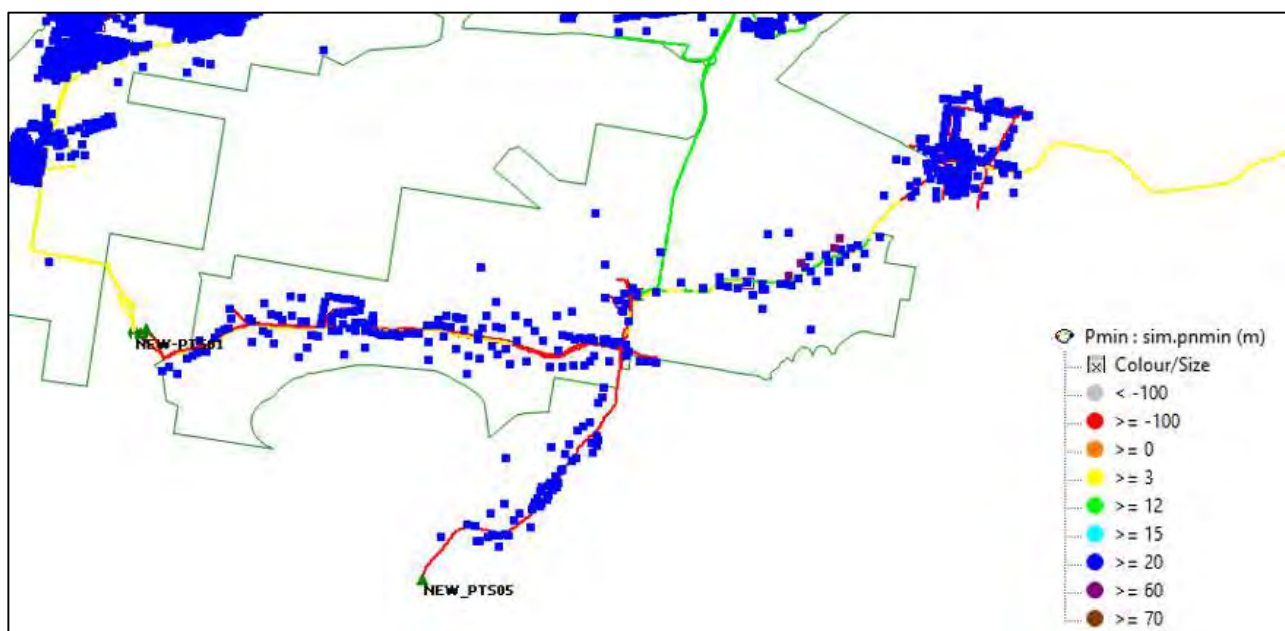 NEW-PTS01
Pmin : sim.pnmin (m)
Colour/Size
< -100
>= -100
>= 0
>= 3
>= 12
>= 15
>= 20
>= 60
>= 70
NEW_PTS05